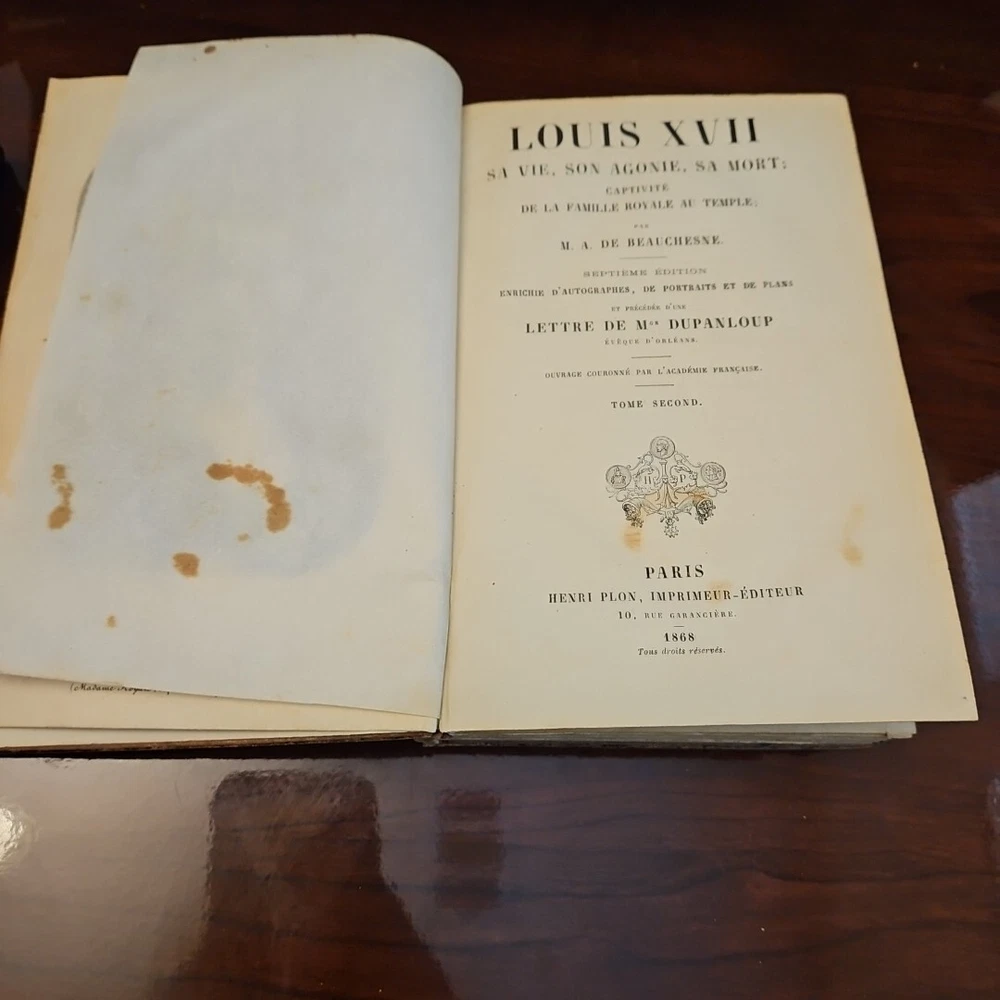 LOUIS XVII
SA VIE, SON AGONIE, SA MORT;
CAPTIVITÉ
DE LA FAMILLE ROYALE AU TEMPLE;
PAR
M. A. DE BEAUCHESNE.
SEPTIÈME ÉDITION
ENRICHIE D'AUTOGRAPHES, DE PORTRAITS ET DE PLANS
ET PRÉCÉDÉE D'UNE
LETTRE DE MGR DUPANLOUP
ÉVÊQUE D'ORLÉANS.
OUVRAGE COURONNÉ PAR L'ACADÉMIE FRANÇAISE.
TOME SECOND.
H P
PARIS
HENRI PLON, IMPRIMEUR-ÉDITEUR
10, RUE GARANCIÈRE.
1868
Tous droits réservés.
(Madame